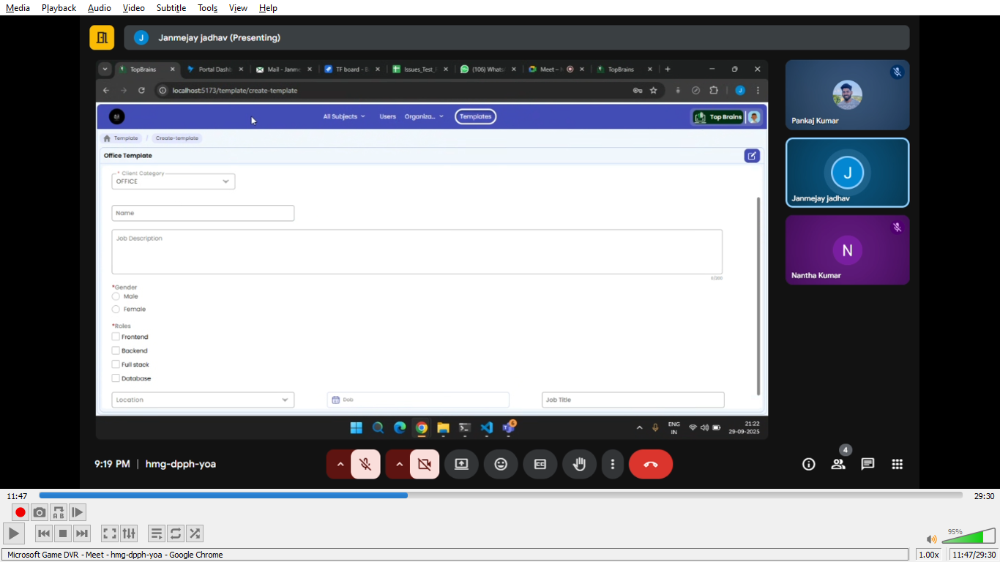 Media Playback Audio Video Subtitle Tools View Help
J Janmejay jadhav (Presenting)
TopBrains Portal Dashb Mail - Janme TF board - B Issues_Test_ (106) Whats Meet – TopBrains
localhost:5173/template/create-template J
All Subjects Users Organiza... Templates Top Brains
Template / Create-template
Office Template
* Client Category
OFFICE
Name
Job Description
0/200
*Gender
Male
Female
*Roles
Frontend
Backend
Full stack
Database
Location Dob Job Title
6 ENG
IN 21:22
29-09-2025
Pankaj Kumar
J
Janmejay jadhav
N
Nantha Kumar
9:19 PM | hmg-dpph-yoa 4
11:47 29:30
A B
95%
Microsoft Game DVR - Meet - hmg-dpph-yoa - Google Chrome 1.00x 11:47/29:30